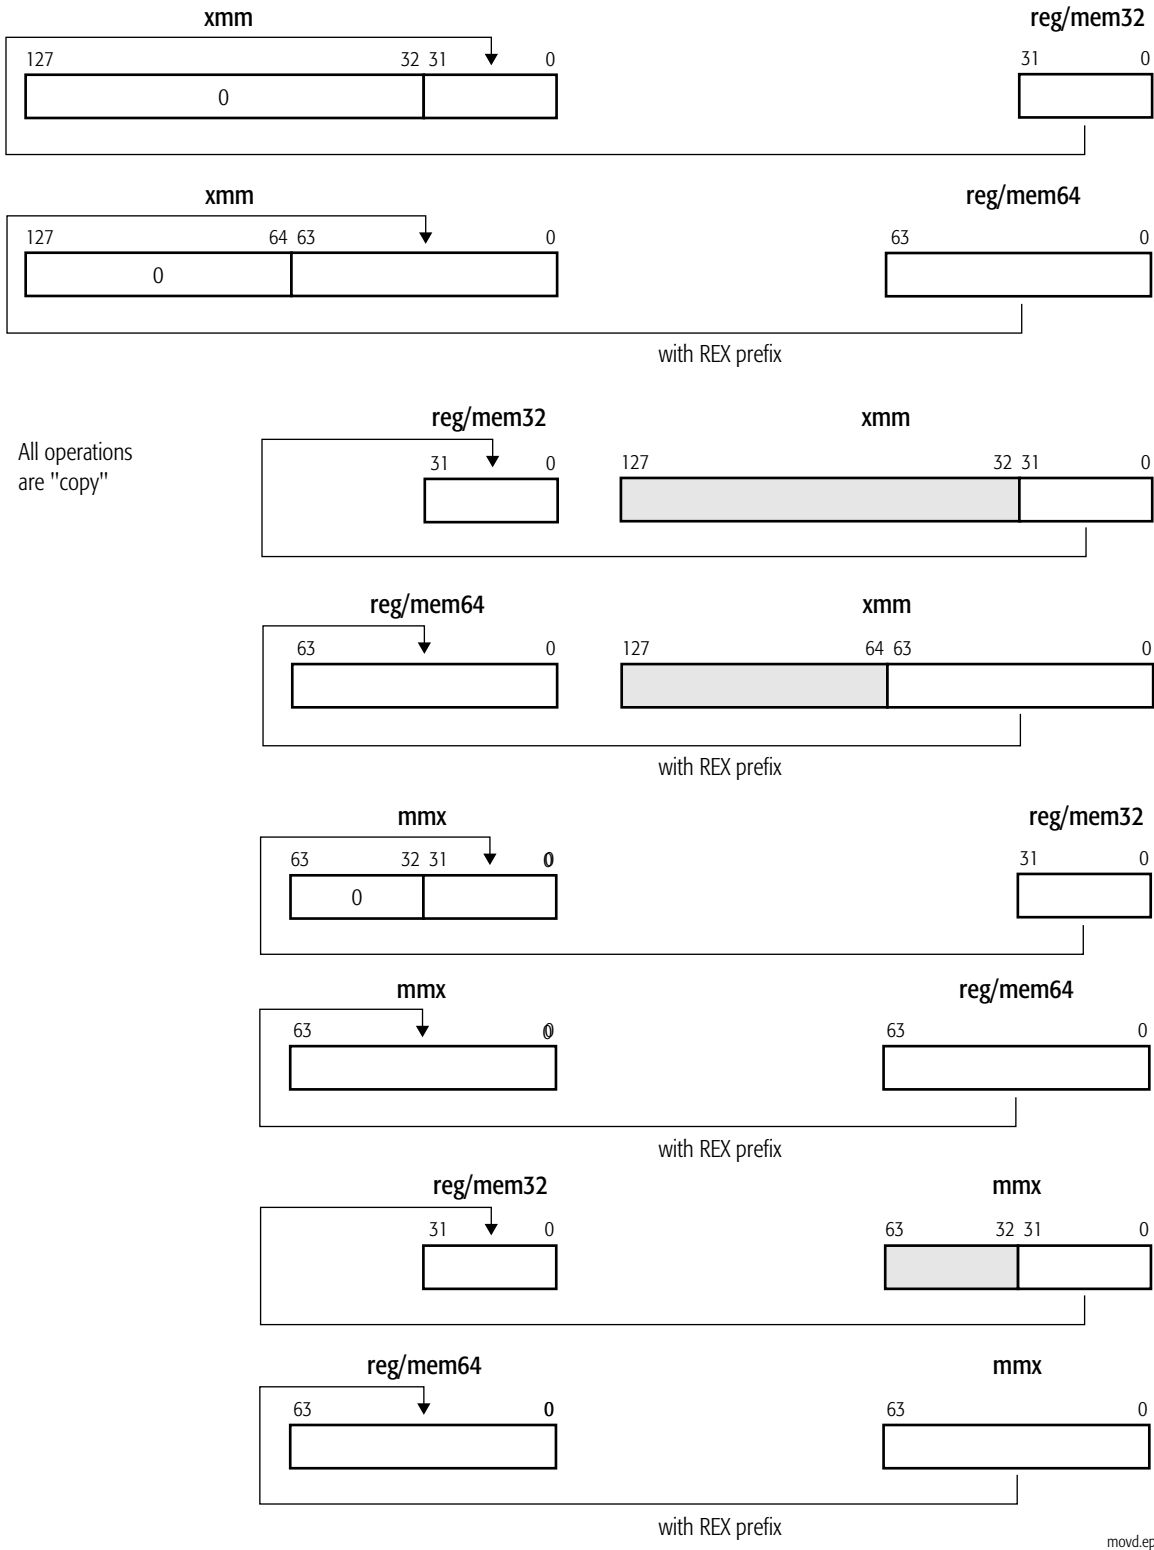 xmm reg/mem32
127 32 31 0 31 0
0
xmm reg/mem64
127 64 63 0 63 0
0
with REX prefix
reg/mem32 xmm
All operations
are "copy"
31 0 127 32 31 0
reg/mem64 xmm
63 0 127 64 63 0
with REX prefix
mmx reg/mem32
63 32 31 0 31 0
0
mmx reg/mem64
63 0 63 0
with REX prefix
reg/mem32 mmx
31 0 63 32 31 0
reg/mem64 mmx
63 0 63 0
with REX prefix
movd.ep